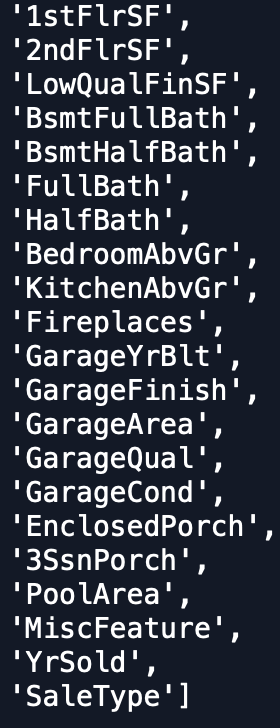 '1stFlrSF',
'2ndFlrSF',
'LowQualFinSF',
'BsmtFullBath',
'BsmtHalfBath',
'FullBath',
'HalfBath',
'BedroomAbvGr',
'KitchenAbvGr',
'Fireplaces',
'GarageYrBlt',
'GarageFinish',
'GarageArea',
'GarageQual',
'GarageCond',
'EnclosedPorch',
'3SsnPorch',
'PoolArea',
'MiscFeature',
'YrSold',
'SaleType']